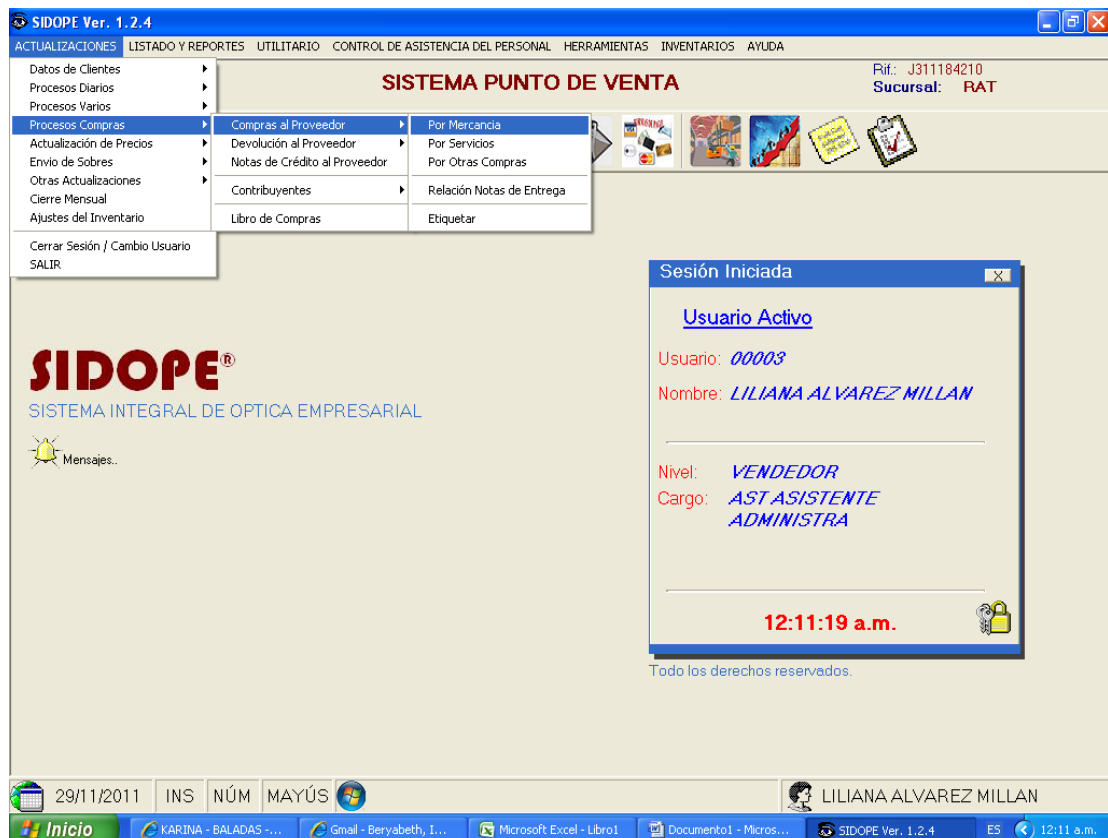 SIDOPE Ver. 1.2.4
ACTUALIZACIONES LISTADO Y REPORTES UTILITARIO CONTROL DE ASISTENCIA DEL PERSONAL HERRAMIENTAS INVENTARIOS AYUDA
Datos de Clientes
Procesos Diarios
Procesos Varios
Procesos Compras
Actualización de Precios
Envio de Sobres
Otras Actualizaciones
Cierre Mensual
Ajustes del Inventario
Cerrar Sesión / Cambio Usuario
SALIR
Compras al Proveedor
Devolución al Proveedor
Notas de Crédito al Proveedor
Contribuyentes
Libro de Compras
Por Mercancia
Por Servicios
Por Otras Compras
Relación Notas de Entrega
Etiquetar
SISTEMA PUNTO DE VENTA
Rif.: J311184210
Sucursal: RAT
SIDOPE®
SISTEMA INTEGRAL DE OPTICA EMPRESARIAL
Mensajes..
Sesión Iniciada
X
Usuario Activo
Usuario: 00003
Nombre: LILIANA ALVAREZ MILLAN
Nivel: VENDEDOR
Cargo: AST ASISTENTE
ADMINISTRA
12:11:19 a.m.
Todo los derechos reservados.
29/11/2011 INS NÚM MAYÚS LILIANA ALVAREZ MILLAN
Inicio KARINA - BALADAS -... Gmail - Beryabeth, I... Microsoft Excel - Libro1 Documento1 - Micros... SIDOPE Ver. 1.2.4 ES 12:11 a.m.